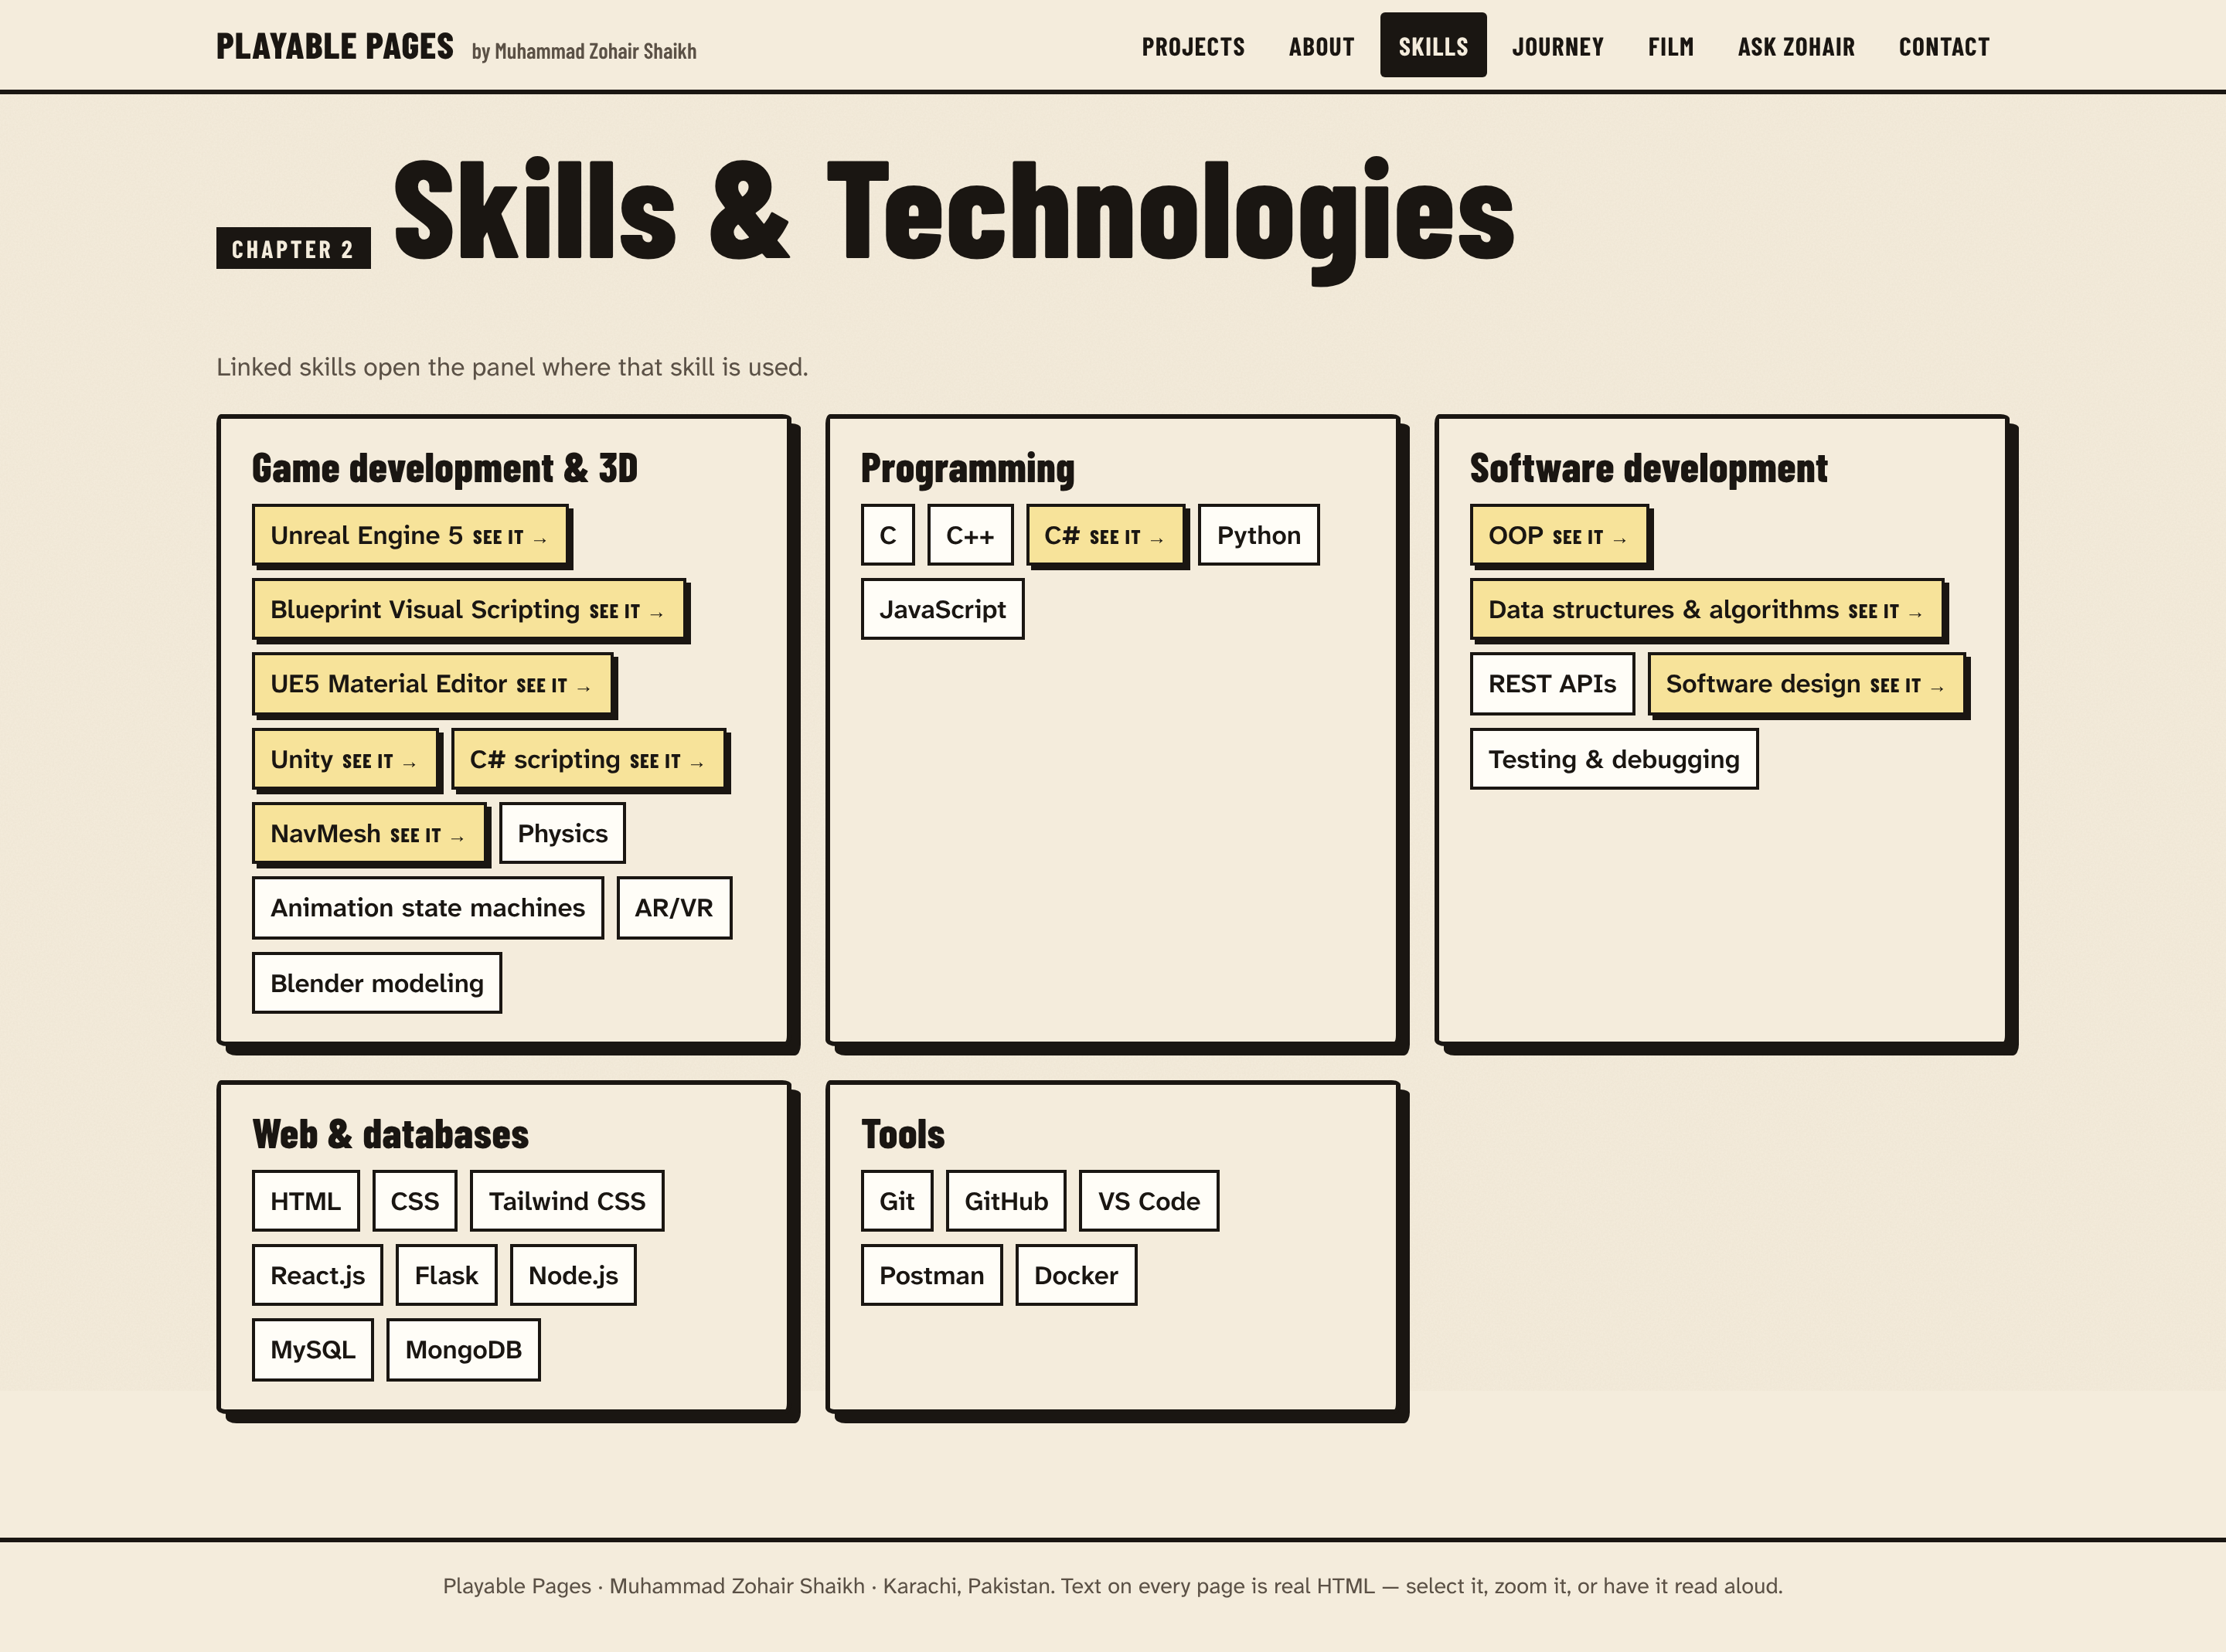 PLAYABLE PAGES by Muhammad Zohair Shaikh
PROJECTS ABOUT SKILLS JOURNEY FILM ASK ZOHAIR CONTACT
CHAPTER 2 Skills & Technologies
Linked skills open the panel where that skill is used.
Game development & 3D
Unreal Engine 5 SEE IT →
Blueprint Visual Scripting SEE IT →
UE5 Material Editor SEE IT →
Unity SEE IT → C# scripting SEE IT →
NavMesh SEE IT → Physics
Animation state machines AR/VR
Blender modeling
Programming
C C++ C# SEE IT → Python
JavaScript
Software development
OOP SEE IT →
Data structures & algorithms SEE IT →
REST APIs Software design SEE IT →
Testing & debugging
Web & databases
HTML CSS Tailwind CSS
React.js Flask Node.js
MySQL MongoDB
Tools
Git GitHub VS Code
Postman Docker
Playable Pages · Muhammad Zohair Shaikh · Karachi, Pakistan. Text on every page is real HTML — select it, zoom it, or have it read aloud.